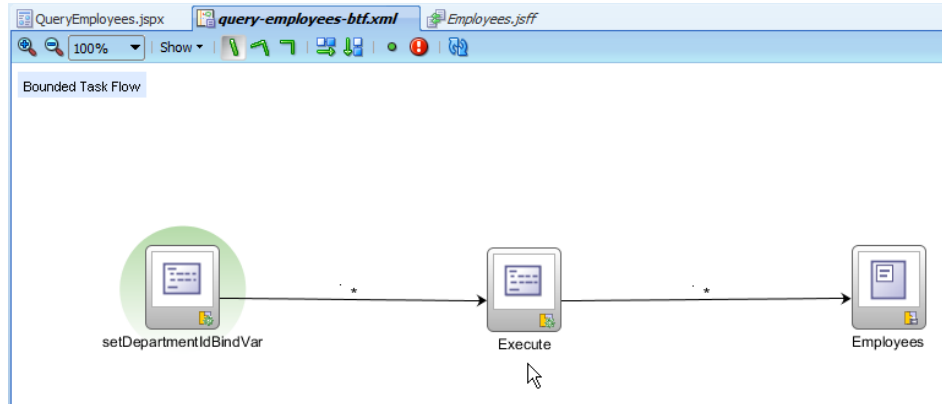 QueryEmployees.jspx query-employees-btf.xml Employees.jsff
100% Show
Bounded Task Flow
* *
setDepartmentIdBindVar Execute Employees